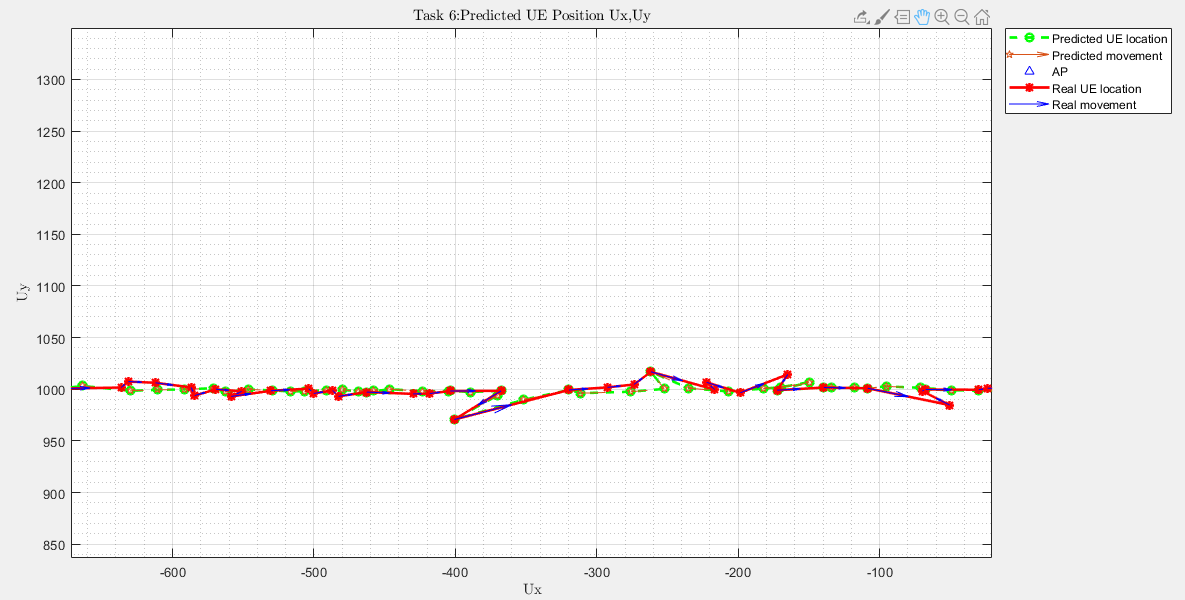 Task 6:Predicted UE Position Ux,Uy
Predicted UE location
Predicted movement
AP
Real UE location
Real movement
Uy
1300
1250
1200
1150
1100
1050
1000
950
900
850
-600
-500
-400
-300
-200
-100
Ux